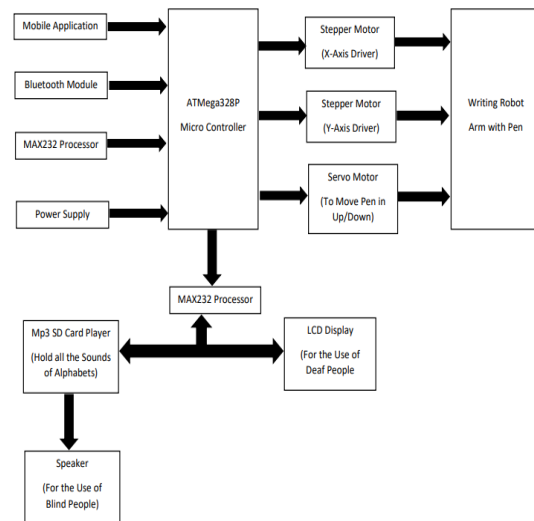 Mobile Application
Bluetooth Module
MAX232 Processor
Power Supply
ATMega328P
Micro Controller
Stepper Motor
(X-Axis Driver)
Stepper Motor
(Y-Axis Driver)
Servo Motor
(To Move Pen in
Up/Down)
Writing Robot
Arm with Pen
MAX232 Processor
Mp3 SD Card Player
(Hold all the Sounds
of Alphabets)
LCD Display
(For the Use of
Deaf People
Speaker
(For the Use of
Blind People)